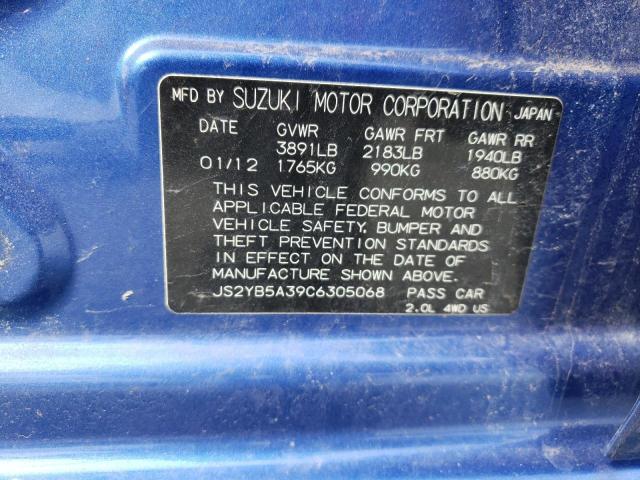 MFD BY SUZUKI MOTOR CORPORATION JAPAN
DATE GVWR GAWR FRT GAWR RR
3891LB 2183LB 1940LB
01/12 1765KG 990KG 880KG
THIS VEHICLE CONFORMS TO ALL
APPLICABLE FEDERAL MOTOR
VEHICLE SAFETY, BUMPER AND
THEFT PREVENTION STANDARDS
IN EFFECT ON THE DATE OF
MANUFACTURE SHOWN ABOVE.
JS2YB5A39C6305068 PASS CAR
2.0L 4WD US